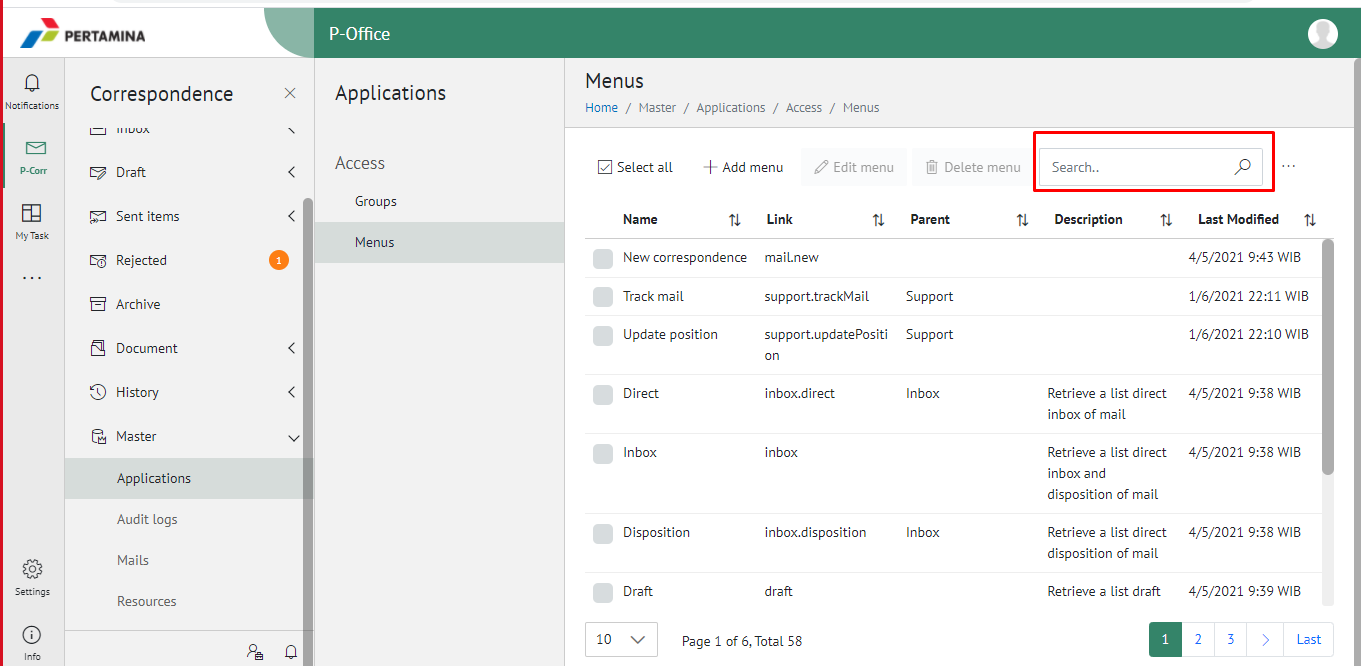 PERTAMINA
P-Office
Notifications
P-Corr
My Task
Settings
Info
Correspondence
Inbox
Draft
Sent items
Rejected
1
Archive
Document
History
Master
Applications
Audit logs
Mails
Resources
Applications
Access
Groups
Menus
Menus
Home / Master / Applications / Access / Menus
Select all Add menu Edit menu Delete menu Search.. ...
Name Link Parent Description Last Modified
New correspondence mail.new 4/5/2021 9:43 WIB
Track mail support.trackMail Support 1/6/2021 22:11 WIB
Update position support.updatePositi Support 1/6/2021 22:10 WIB
on
Direct inbox.direct Inbox Retrieve a list direct 4/5/2021 9:38 WIB
inbox of mail
Inbox inbox Retrieve a list direct 4/5/2021 9:38 WIB
inbox and
disposition of mail
Disposition inbox.disposition Inbox Retrieve a list direct 4/5/2021 9:38 WIB
disposition of mail
Draft draft Retrieve a list draft 4/5/2021 9:39 WIB
10 Page 1 of 6, Total 58 1 2 3 Last